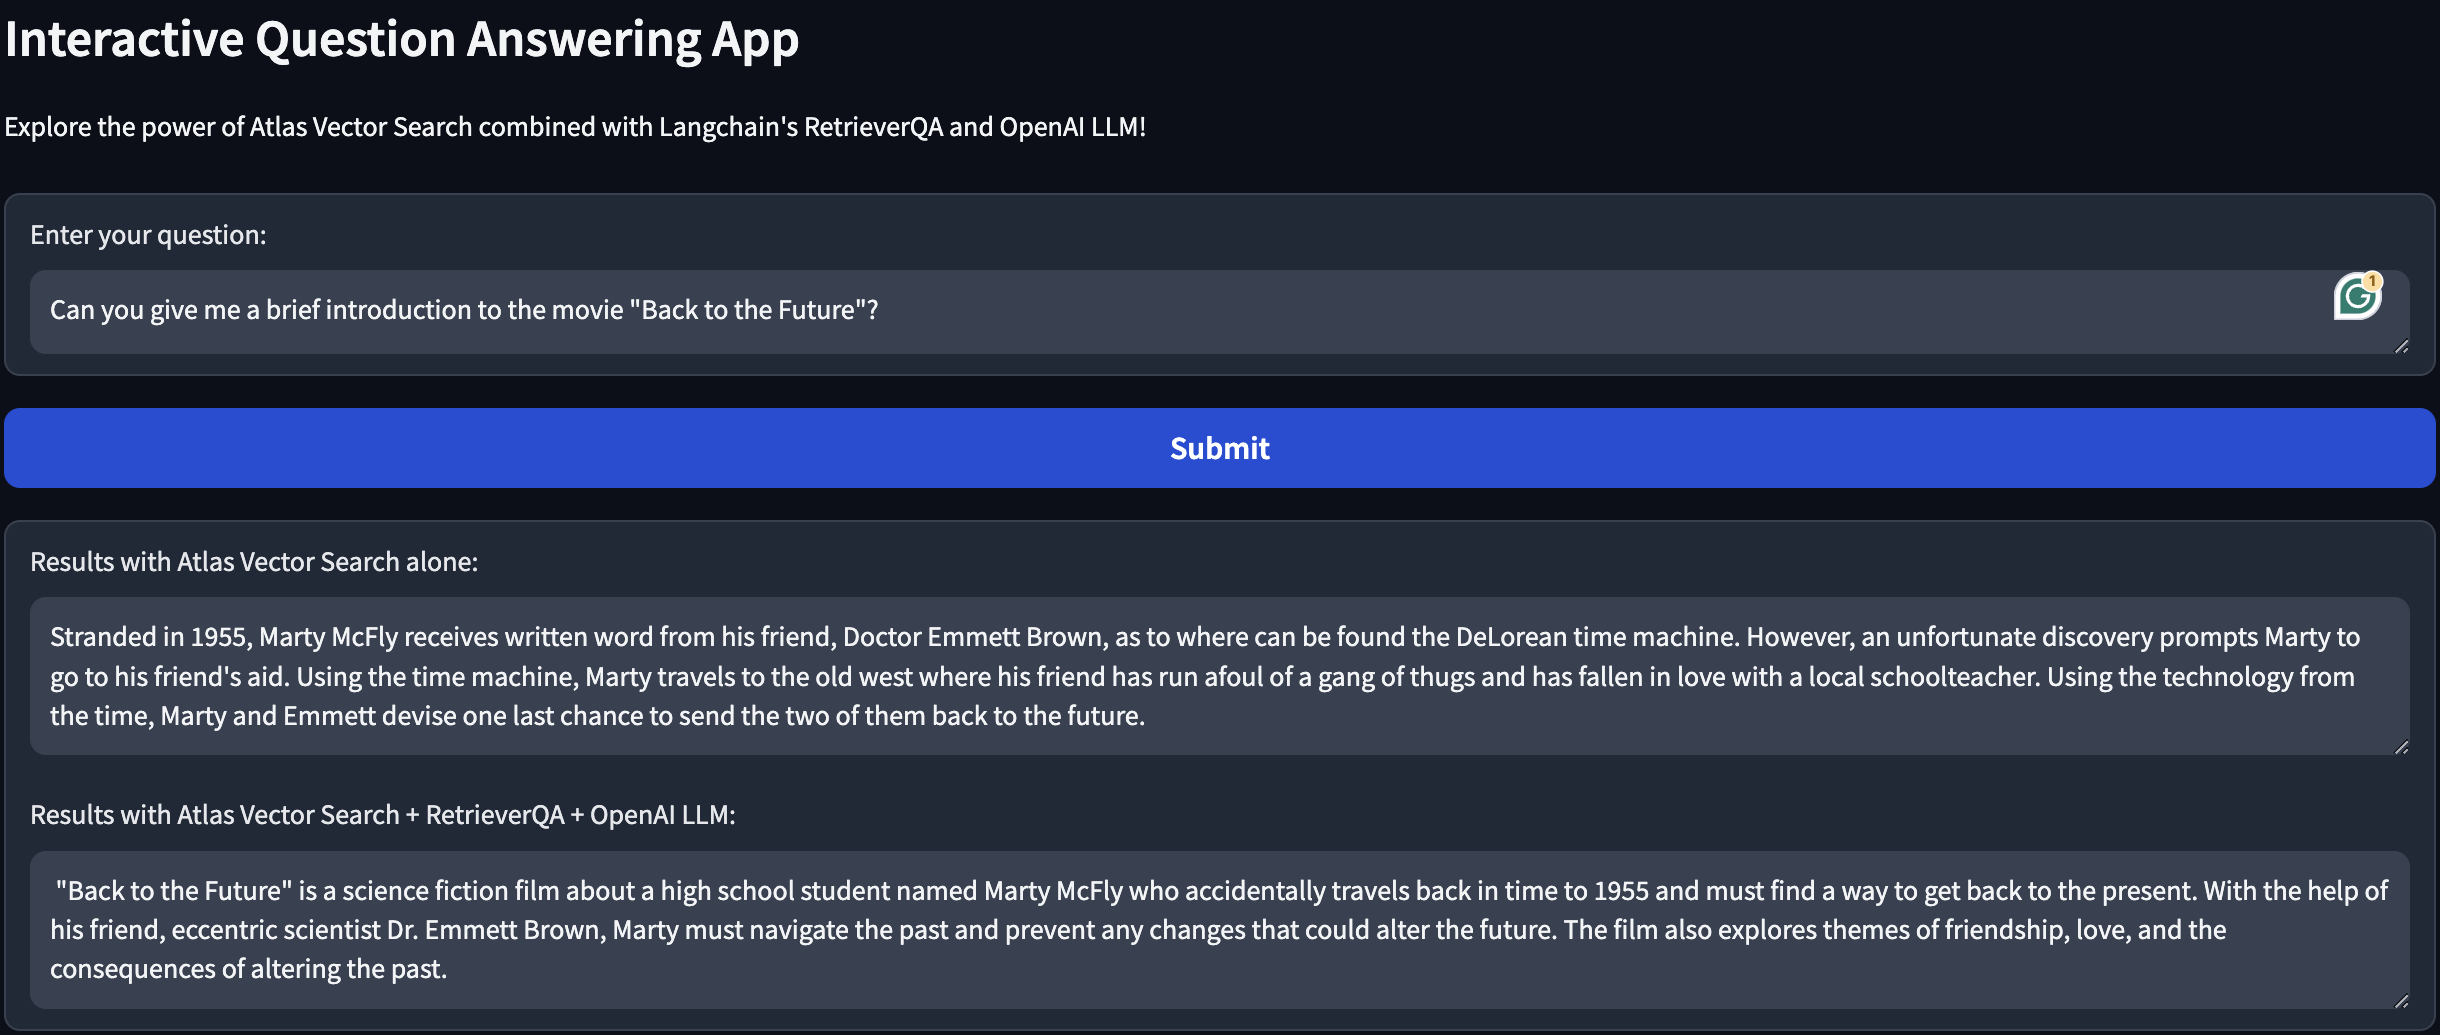 Interactive Question Answering App
Explore the power of Atlas Vector Search combined with Langchain's RetrieverQA and OpenAI LLM!
Enter your question:
Can you give me a brief introduction to the movie "Back to the Future"?
1
Submit
Results with Atlas Vector Search alone:
Stranded in 1955, Marty McFly receives written word from his friend, Doctor Emmett Brown, as to where can be found the DeLorean time machine. However, an unfortunate discovery prompts Marty to
go to his friend's aid. Using the time machine, Marty travels to the old west where his friend has run afoul of a gang of thugs and has fallen in love with a local schoolteacher. Using the technology from
the time, Marty and Emmett devise one last chance to send the two of them back to the future.
Results with Atlas Vector Search + RetrieverQA + OpenAI LLM:
"Back to the Future" is a science fiction film about a high school student named Marty McFly who accidentally travels back in time to 1955 and must find a way to get back to the present. With the help of
his friend, eccentric scientist Dr. Emmett Brown, Marty must navigate the past and prevent any changes that could alter the future. The film also explores themes of friendship, love, and the
consequences of altering the past.